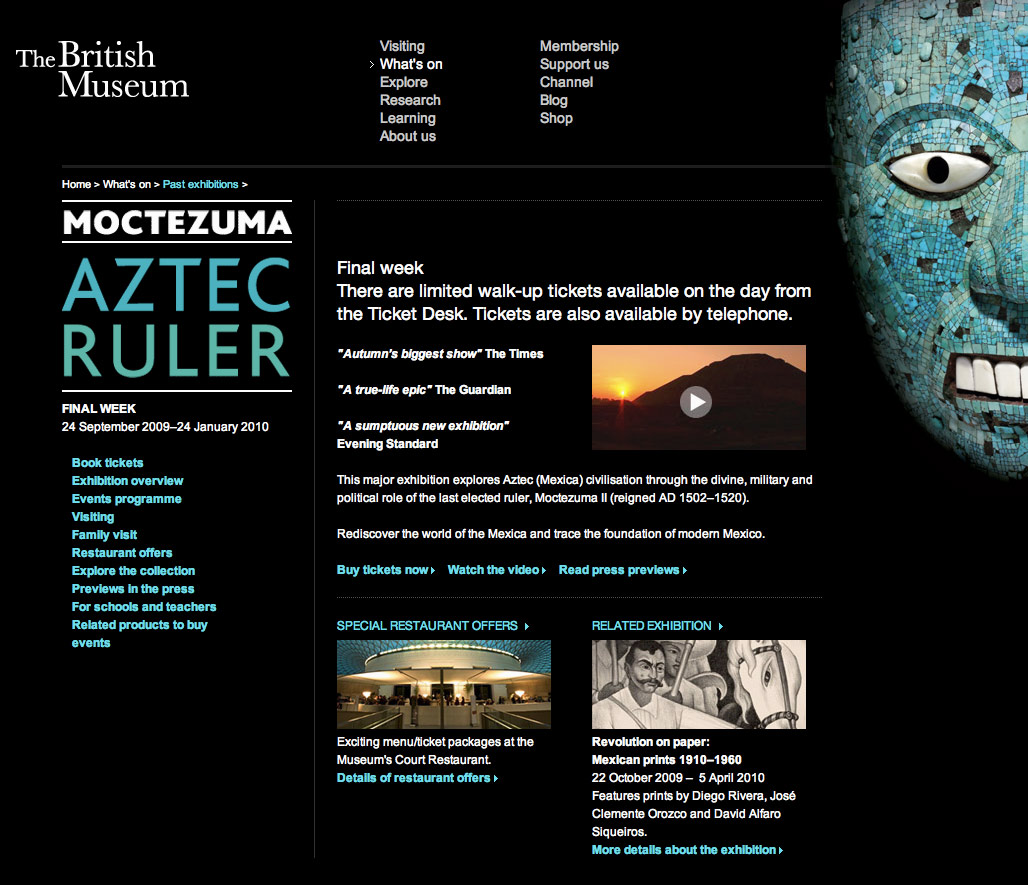 The British
Museum
Visiting
What's on
Explore
Research
Learning
About us
Membership
Support us
Channel
Blog
Shop
Home > What's on > Past exhibitions >
MOCTEZUMA
AZTEC
RULER
FINAL WEEK
24 September 2009–24 January 2010
Book tickets
Exhibition overview
Events programme
Visiting
Family visit
Restaurant offers
Explore the collection
Previews in the press
For schools and teachers
Related products to buy
events
Final week
There are limited walk-up tickets available on the day from
the Ticket Desk. Tickets are also available by telephone.
"Autumn's biggest show" The Times
"A true-life epic" The Guardian
"A sumptuous new exhibition"
Evening Standard
This major exhibition explores Aztec (Mexica) civilisation through the divine, military and
political role of the last elected ruler, Moctezuma II (reigned AD 1502–1520).
Rediscover the world of the Mexica and trace the foundation of modern Mexico.
Buy tickets now Watch the video Read press previews
SPECIAL RESTAURANT OFFERS
Exciting menu/ticket packages at the
Museum's Court Restaurant.
Details of restaurant offers
RELATED EXHIBITION
Revolution on paper:
Mexican prints 1910–1960
22 October 2009 – 5 April 2010
Features prints by Diego Rivera, José
Clemente Orozco and David Alfaro
Siqueiros.
More details about the exhibition